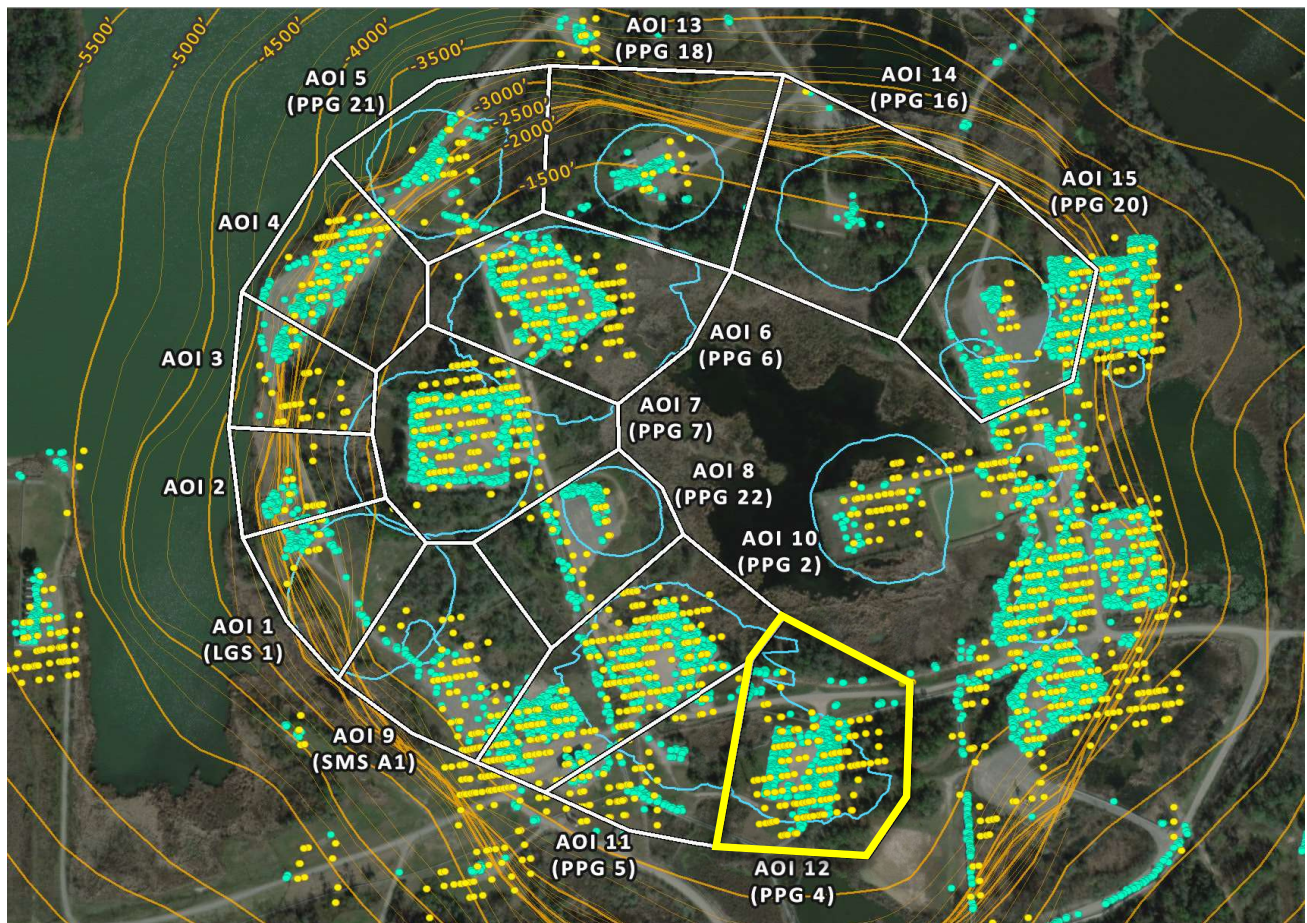 -5500'
-5000'
-4500'
-4000'
-3500'
-3000'
-2500'
-2000'
-1500'
AOI 13
(PPG 18)
AOI 5
(PPG 21)
AOI 14
(PPG 16)
AOI 15
(PPG 20)
AOI 4
AOI 3
AOI 6
(PPG 6)
AOI 7
(PPG 7)
AOI 2
AOI 8
(PPG 22)
AOI 10
(PPG 2)
AOI 1
(LGS 1)
AOI 9
(SMS A1)
AOI 11
(PPG 5)
AOI 12
(PPG 4)